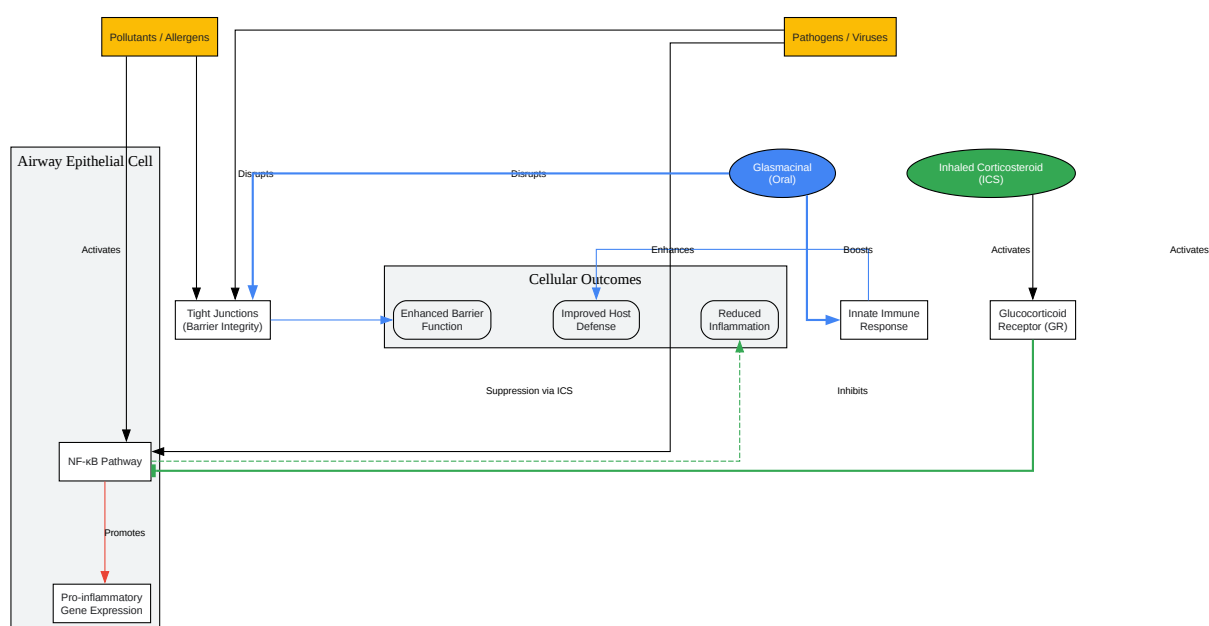 Pollutants / Allergens
Pathogens / Viruses
Airway Epithelial Cell
Disrupts
Disrupts
Glasmacinal
(Oral)
Inhaled Corticosteroid
(ICS)
Activates
Enhances
Boosts
Activates
Activates
Cellular Outcomes
Tight Junctions
(Barrier Integrity)
Enhanced Barrier
Function
Improved Host
Defense
Reduced
Inflammation
Innate Immune
Response
Glucocorticoid
Receptor (GR)
Suppression via ICS
Inhibits
NF-κB Pathway
Promotes
Pro-inflammatory
Gene Expression